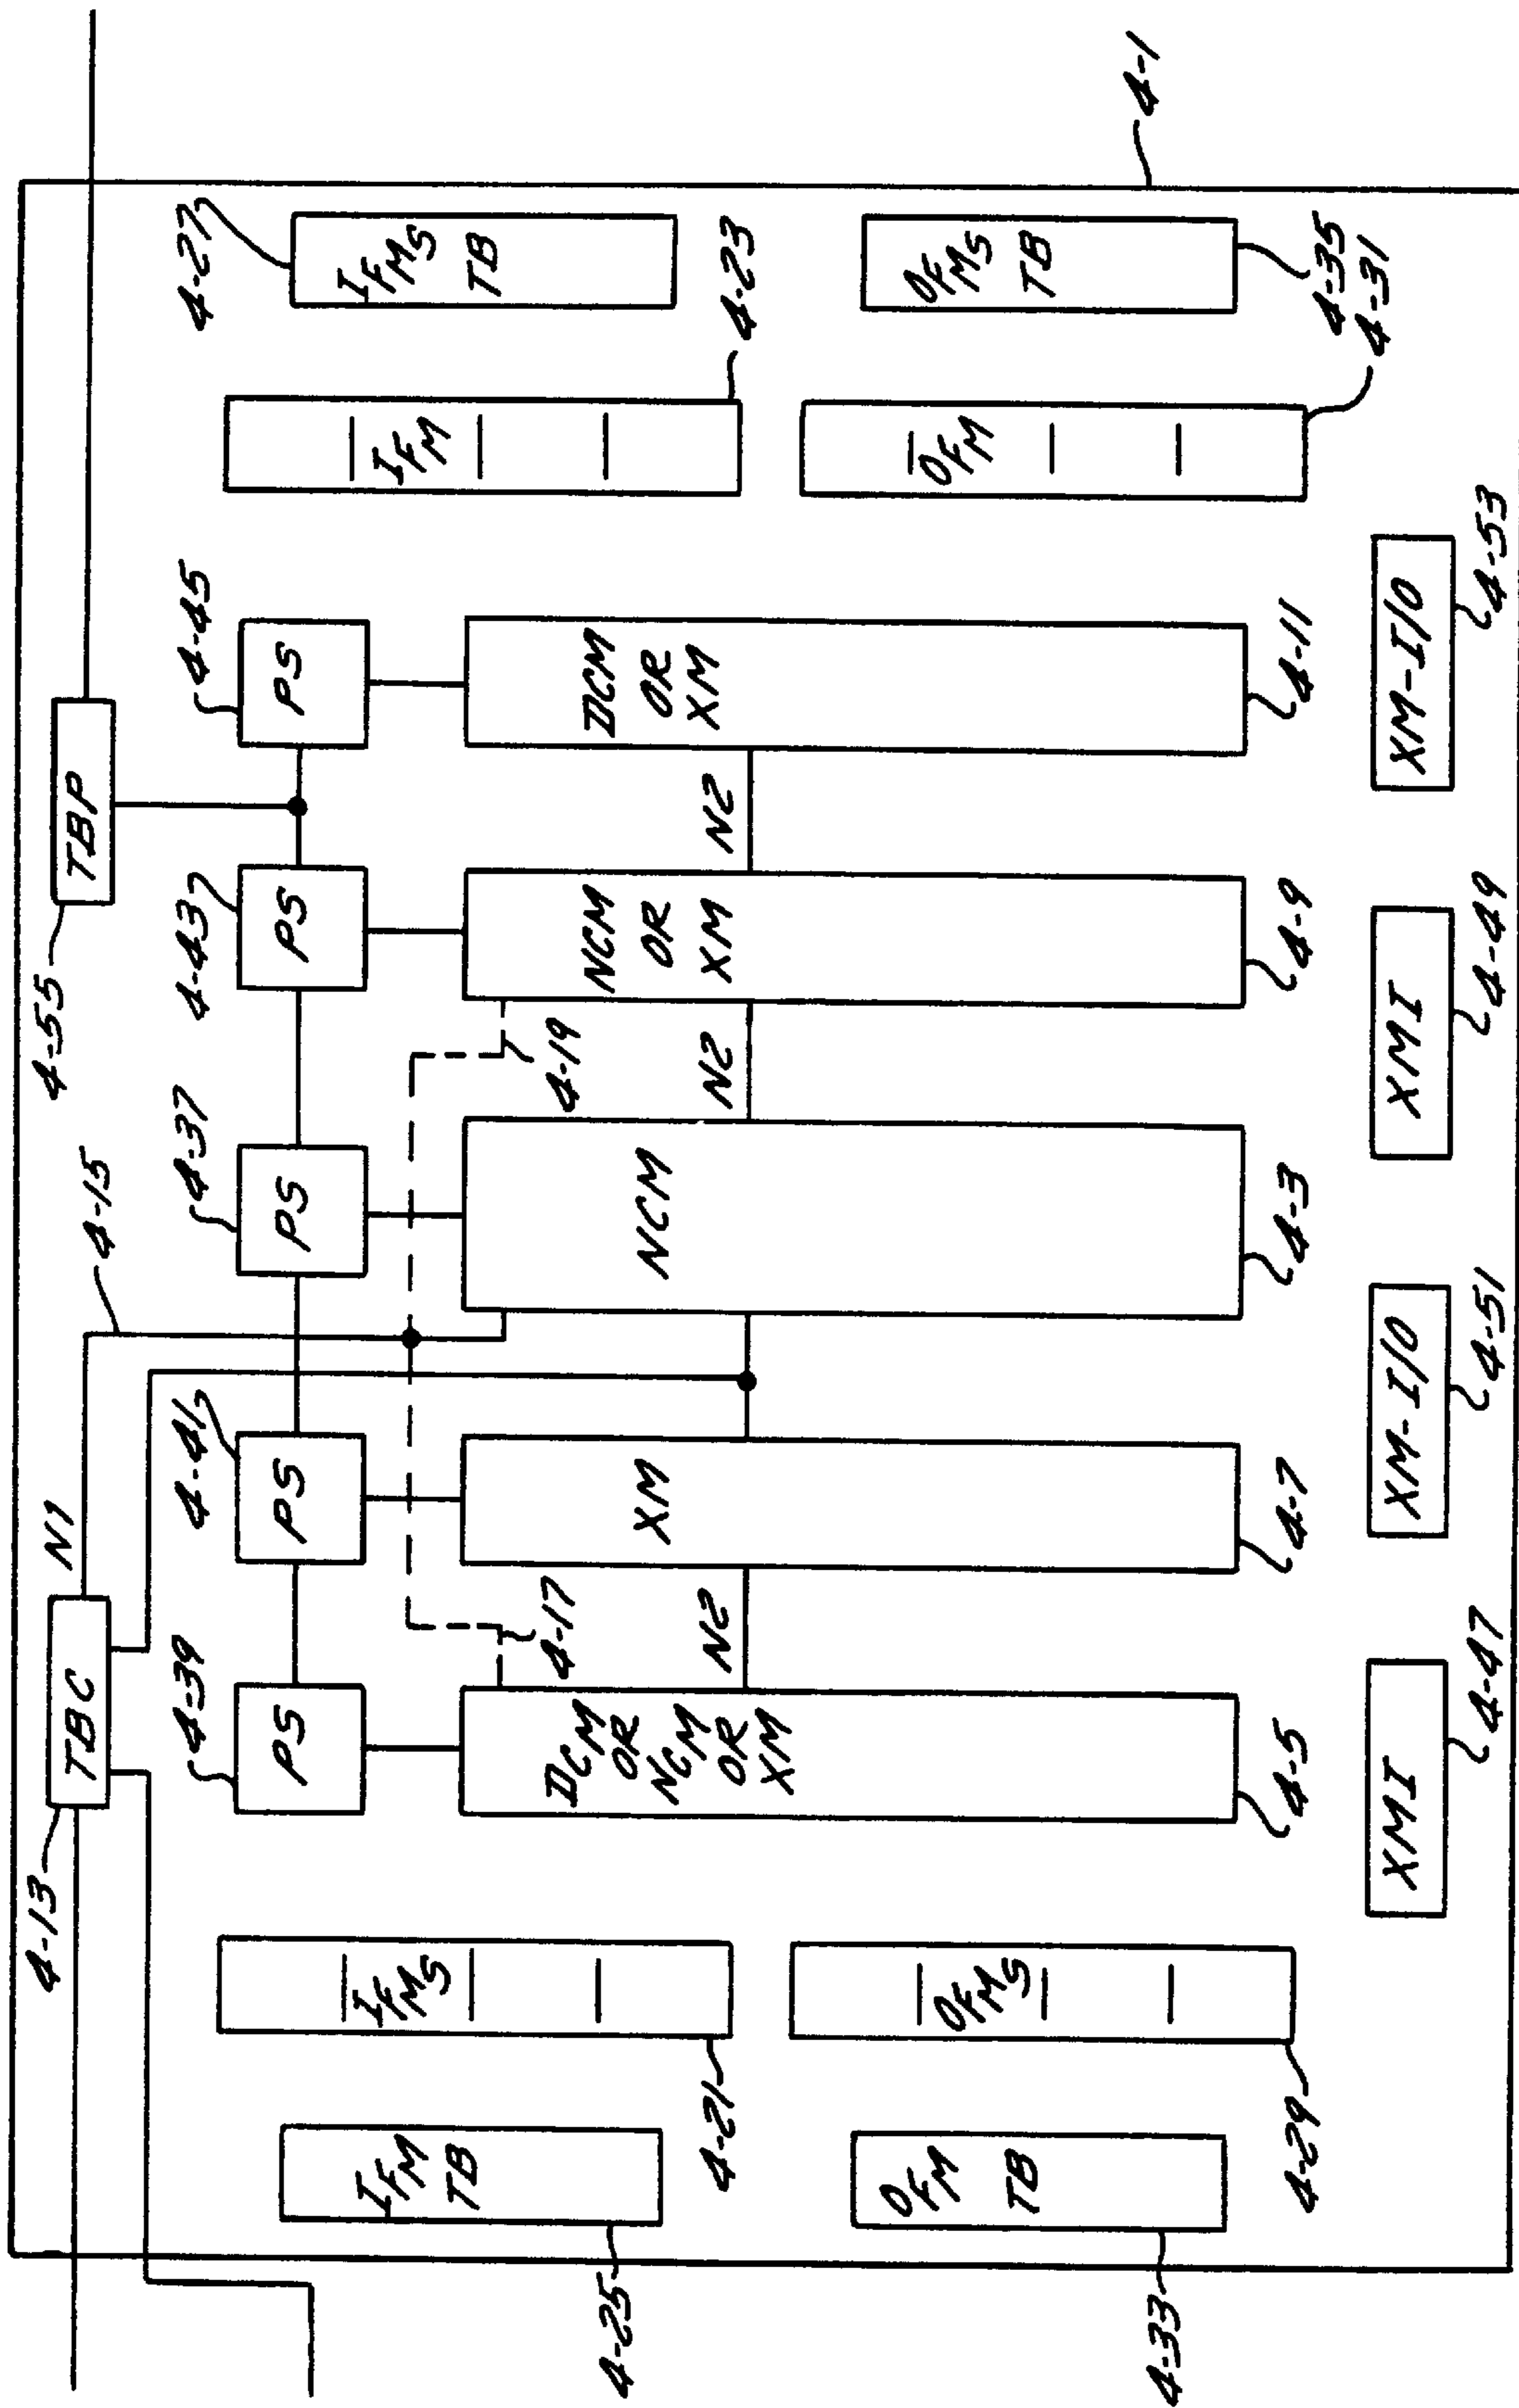 4-13
TBC
N1
4-15
4-55
TBP
4-39
PS
4-41
PS
4-37
PS
4-43
PS
4-45
PS
4-27
IFMS
TB
IFM
TB
4-25
IFMS
4-21
DCM
OR
NCM
OR
XM
4-5
4-17
N2
XM
4-7
NCM
4-3
4-19
N2
NCM
OR
XM
4-9
N2
DCM
OR
XM
4-11
IFM
4-23
OFM
TB
4-33
OFMS
4-29
OFM
4-31
OFMS
TB
4-35
4-1
XMI
4-47
XM-I/O
4-51
XMI
4-49
XM-I/O
4-53